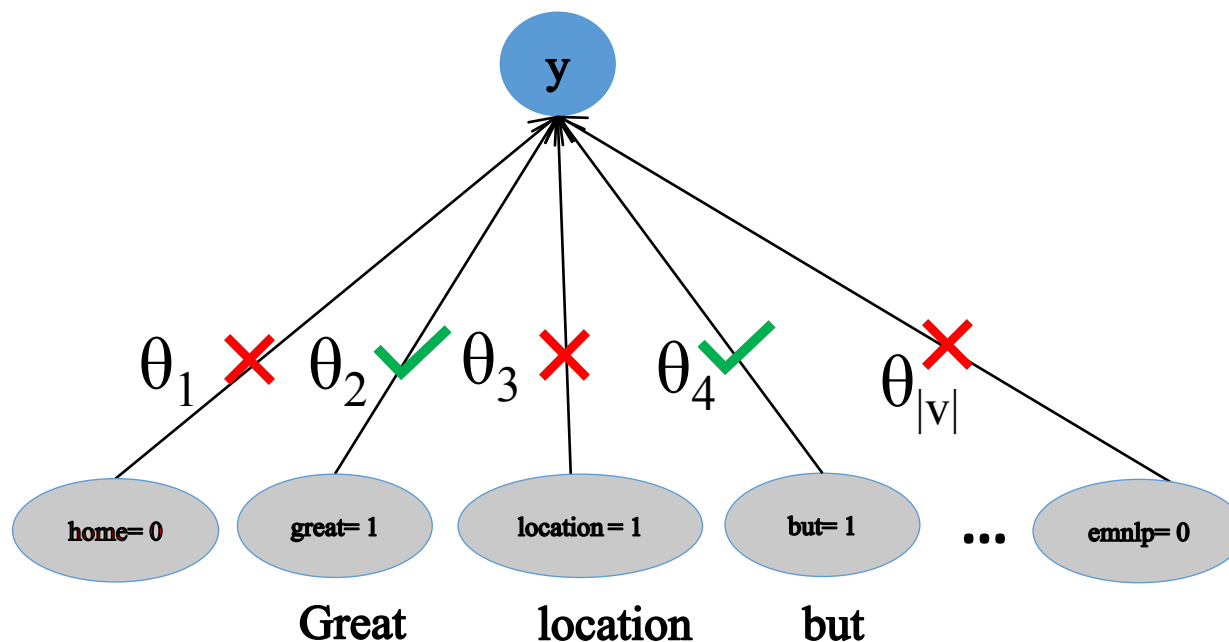 y
θ1 θ2 θ3 θ4 θ|v|
home= 0 great= 1 location = 1 but= 1 ... emnlp= 0
Great location but